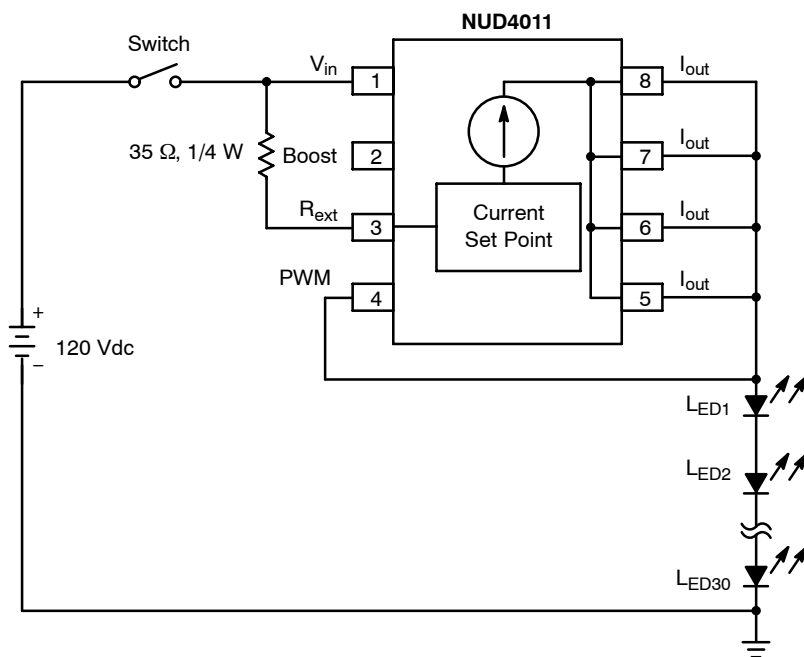 NUD4011
Switch
Vin
1
8
Iout
35 Ω, 1/4 W
Boost
2
7
Iout
Rext
3
Current
Set Point
6
Iout
PWM
4
5
Iout
+
120 Vdc
−
LED1
LED2
LED30